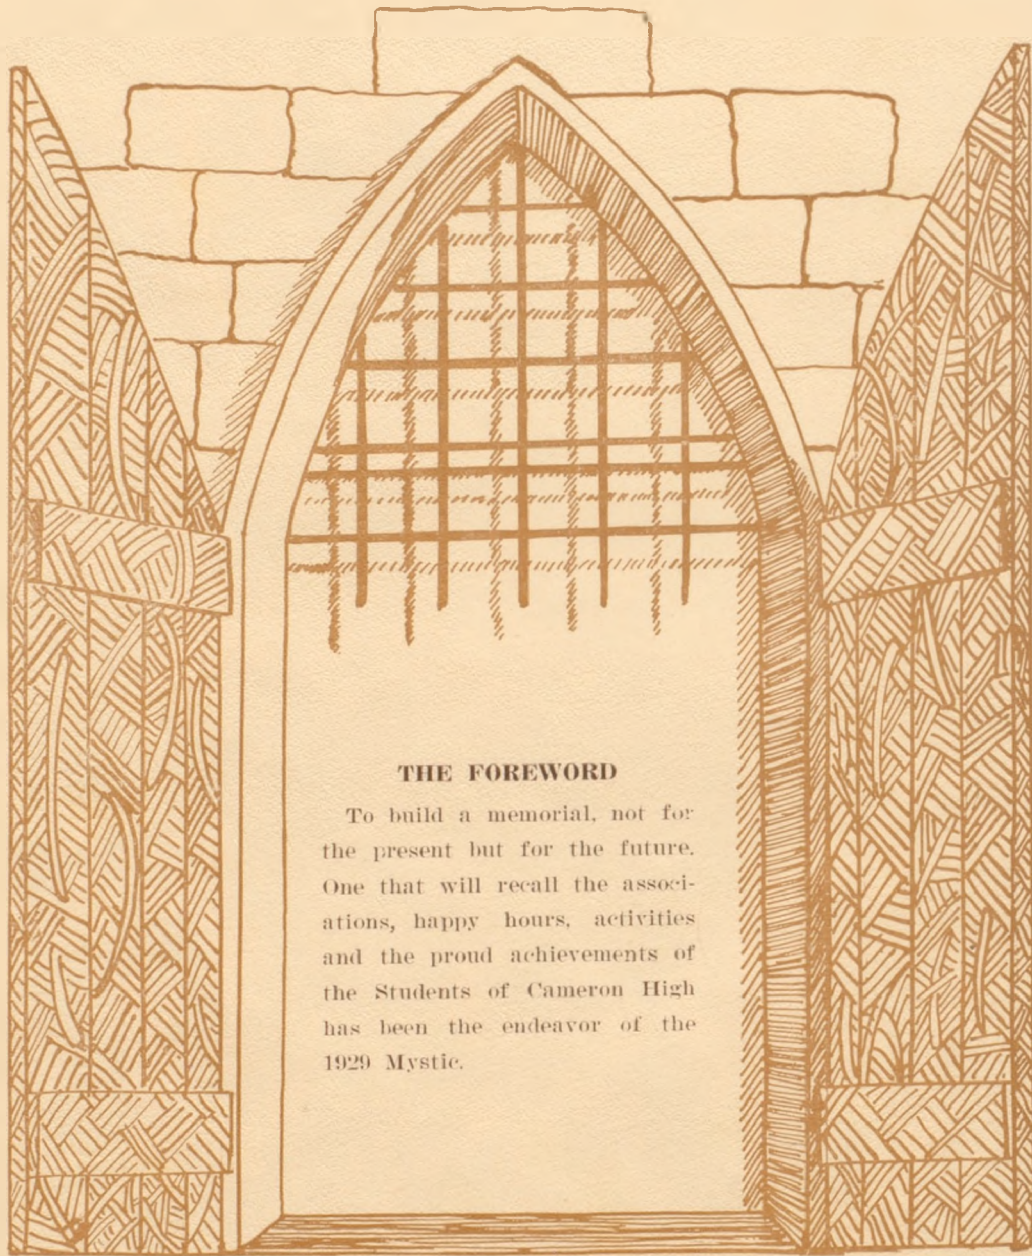 THE FOREWORD
To build a memorial, not for
the present but for the future.
One that will recall the associ-
ations, happy hours, activities
and the proud achievements of
the Students of Cameron High
has been the endeavor of the
1929 Mystic.